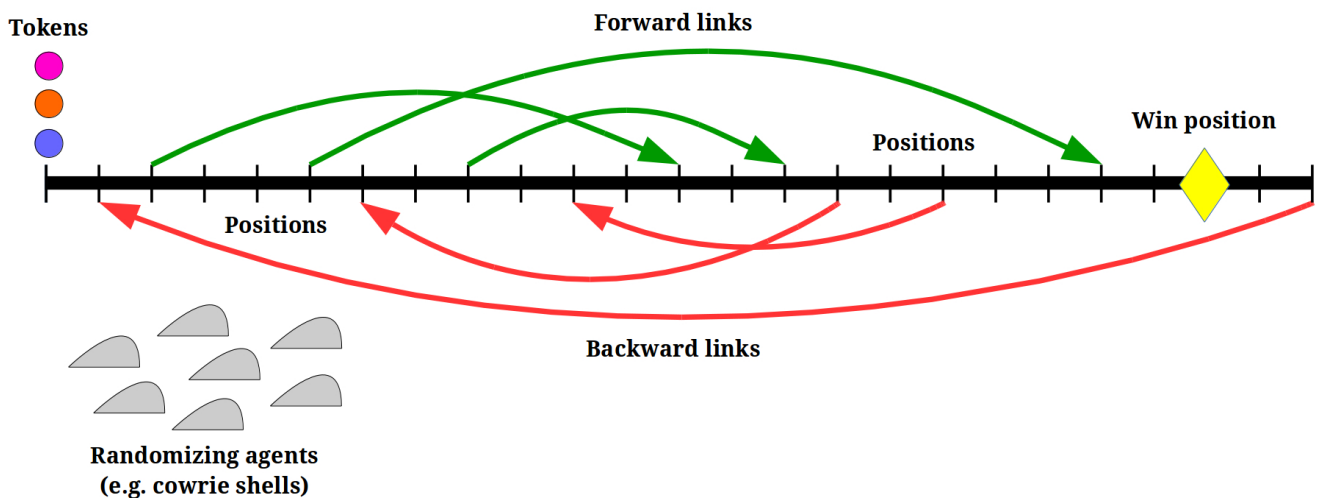 Tokens
Forward links
Positions
Win position
Positions
Backward links
Randomizing agents
(e.g. cowrie shells)